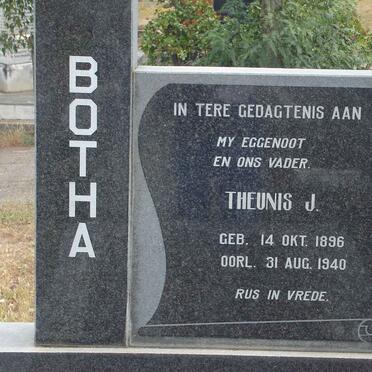 BOTHA
IN TERE GEDAGTENIS AAN
MY EGGENOOT
EN ONS VADER.
THEUNIS J.
GEB. 14 OKT. 1896
OORL. 31 AUG. 1940
RUS IN VREDE.